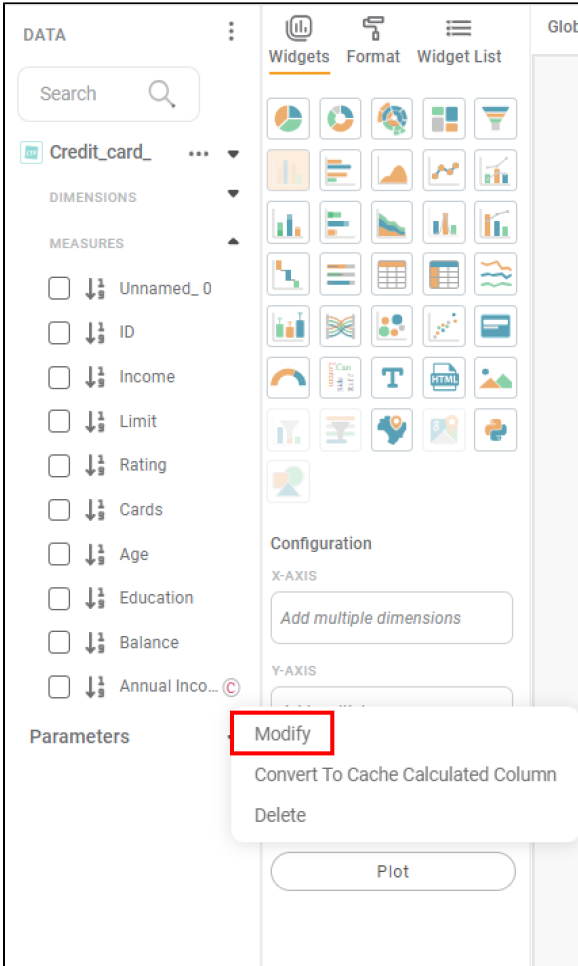 DATA
Search
Credit_card_
DIMENSIONS
MEASURES
Unnamed_ 0
ID
Income
Limit
Rating
Cards
Age
Education
Balance
Annual Inco... C
Parameters
Widgets Format Widget List
Glob
T
HTML
Configuration
X-AXIS
Add multiple dimensions
Y-AXIS
Modify
Convert To Cache Calculated Column
Delete
Plot